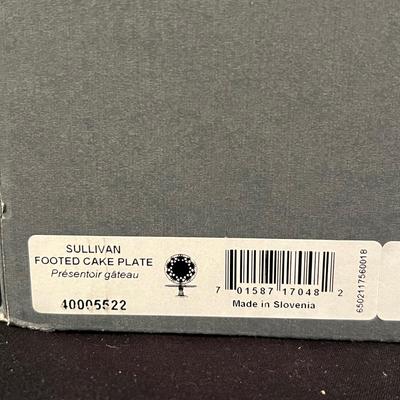 SULLIVAN
FOOTED CAKE PLATE
Présentoir gâteau
40005522
7 01587 17048 2
Made in Slovenia
6502117560018